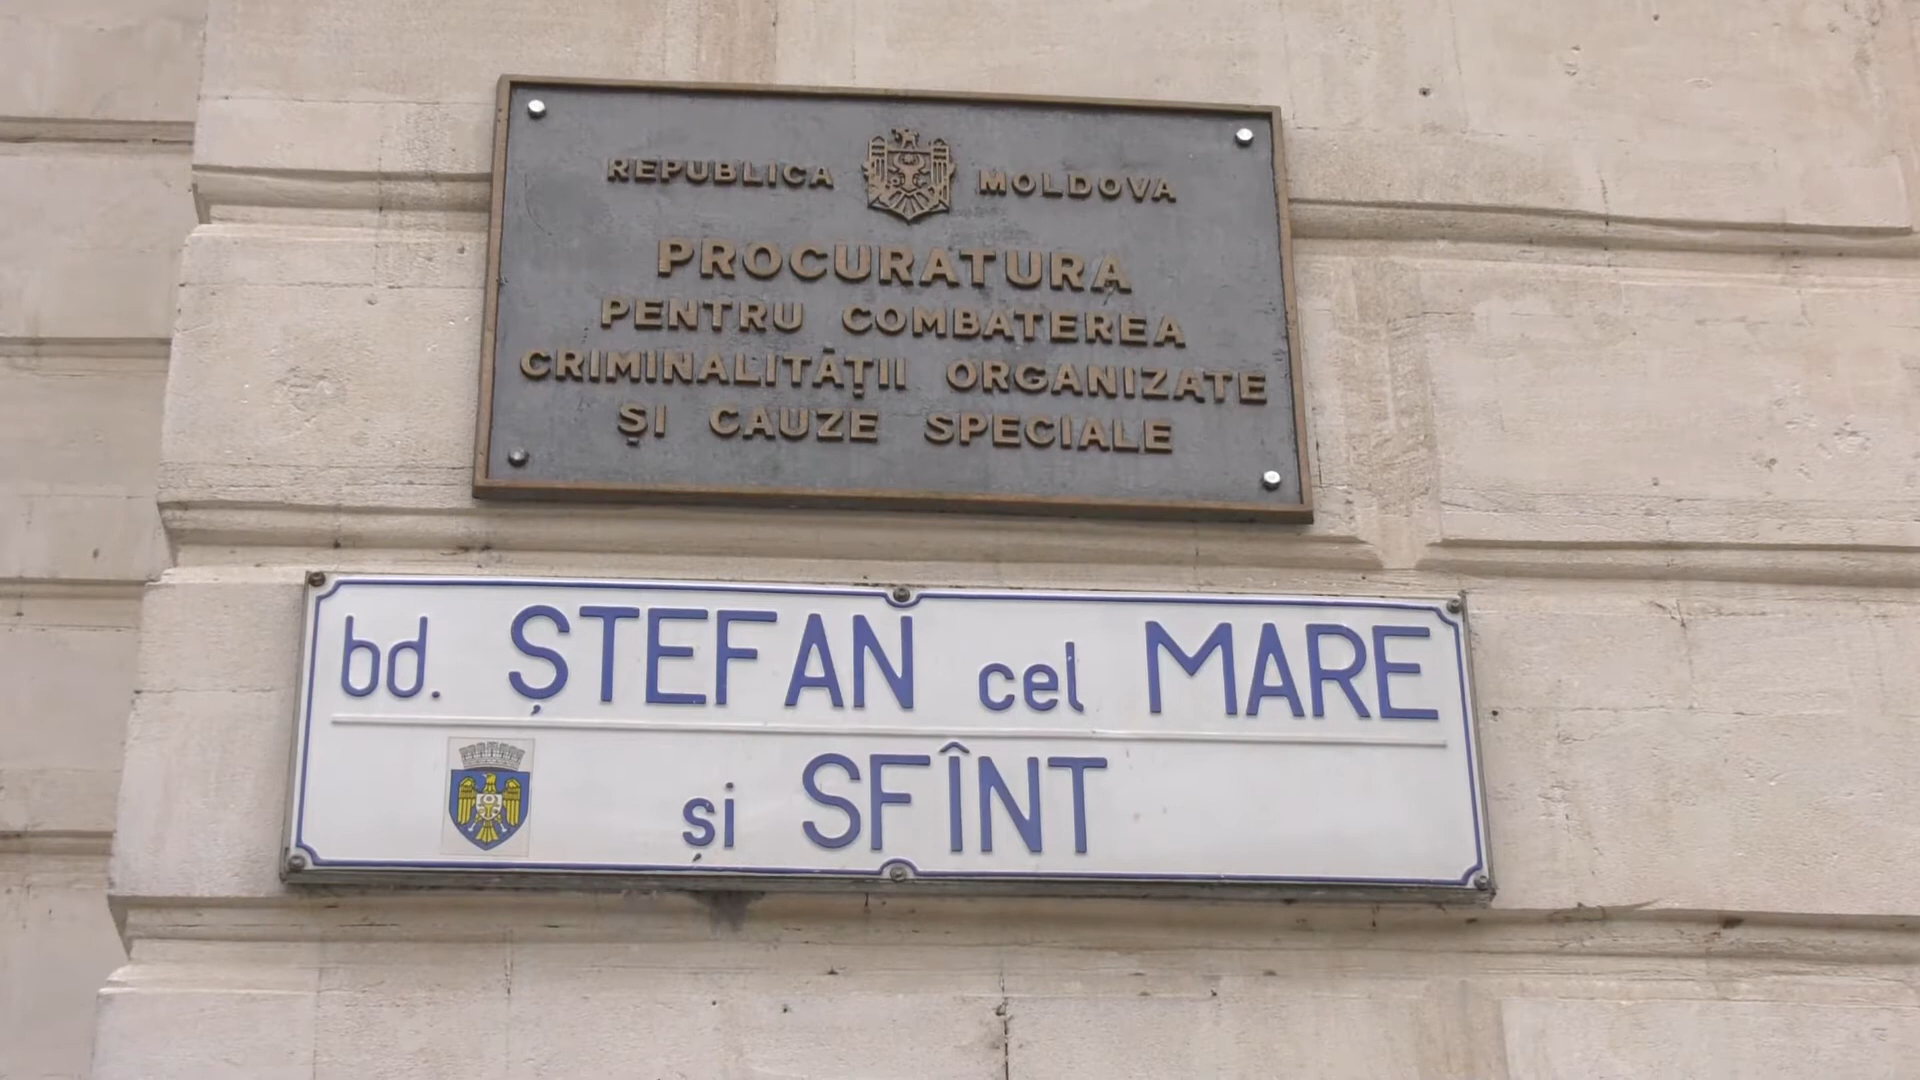 REPUBLICA MOLDOVA
PROCURATURA
PENTRU COMBATEREA
CRIMINALITĂȚII ORGANIZATE
ȘI CAUZE SPECIALE
bd. ȘTEFAN cel MARE
și SFÎNT